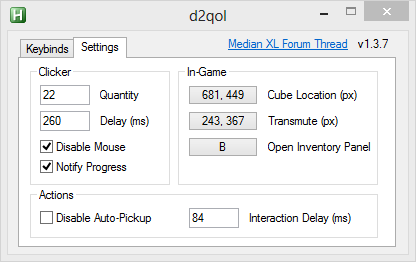 d2qol
Keybinds Settings Median XL Forum Thread v1.3.7
Clicker
22 Quantity
260 Delay (ms)
Disable Mouse
Notify Progress
In-Game
681, 449 Cube Location (px)
243, 367 Transmute (px)
B Open Inventory Panel
Actions
Disable Auto-Pickup 84 Interaction Delay (ms)